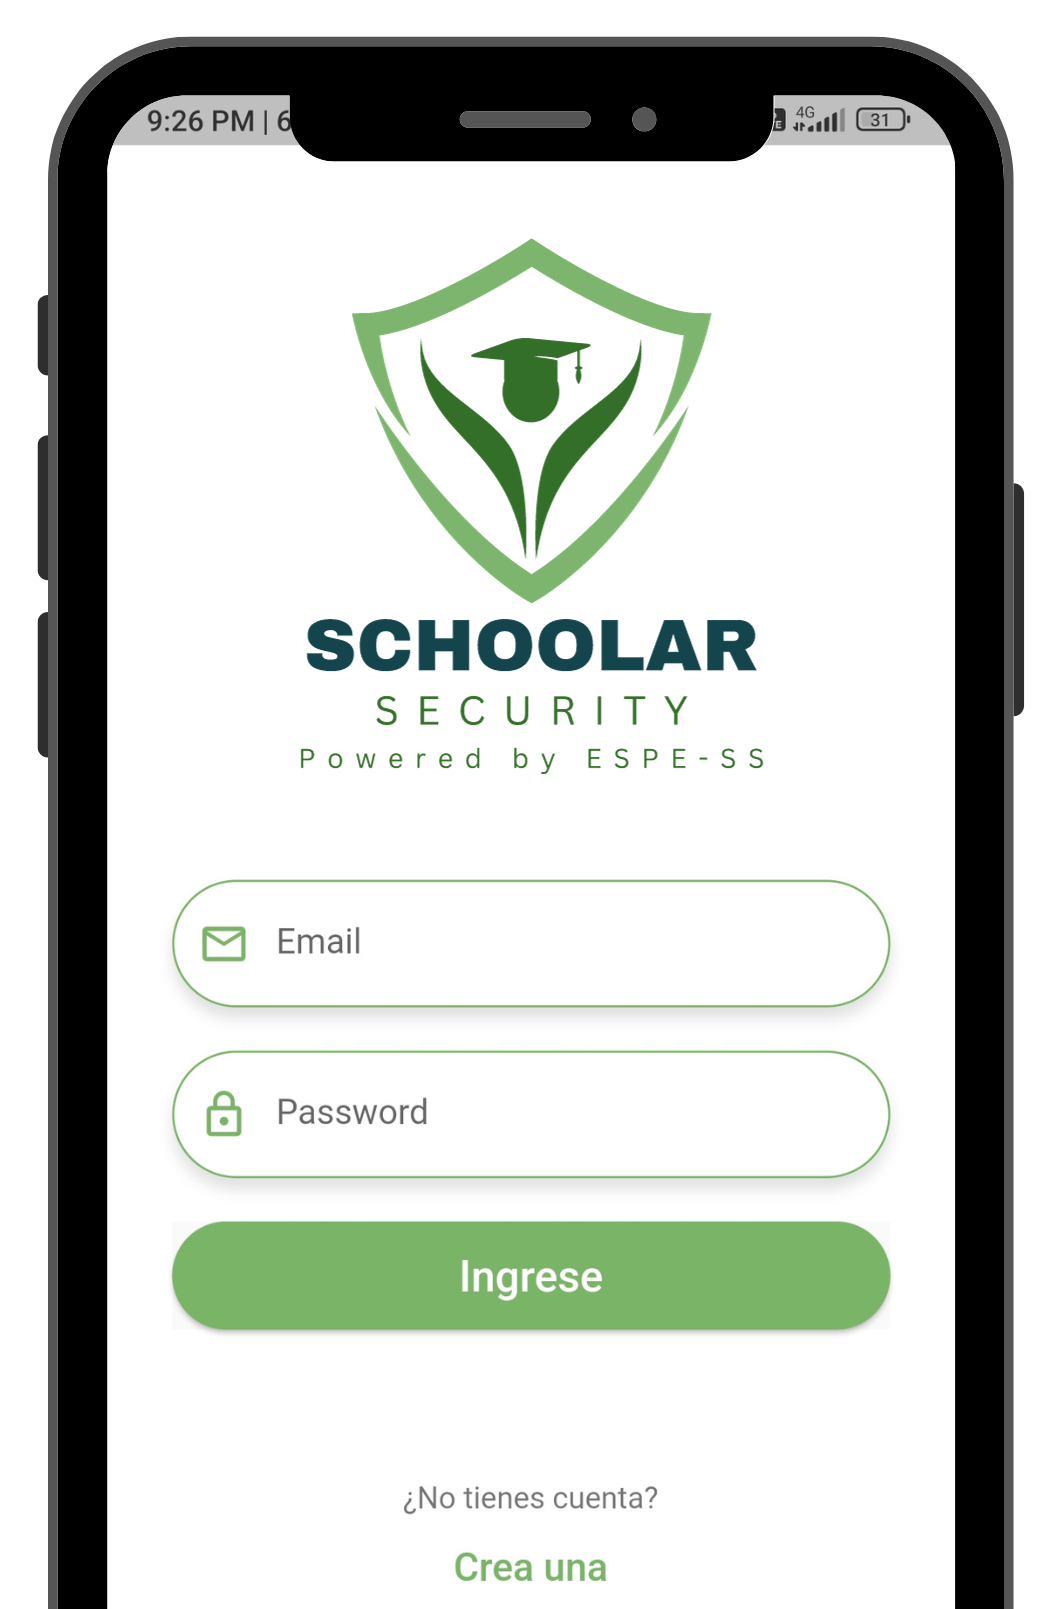 9:26 PM | 6
4G
31
SCHOOLAR
SECURITY
Powered by ESPE-SS
Email
Password
Ingrese
¿No tienes cuenta?
Crea una